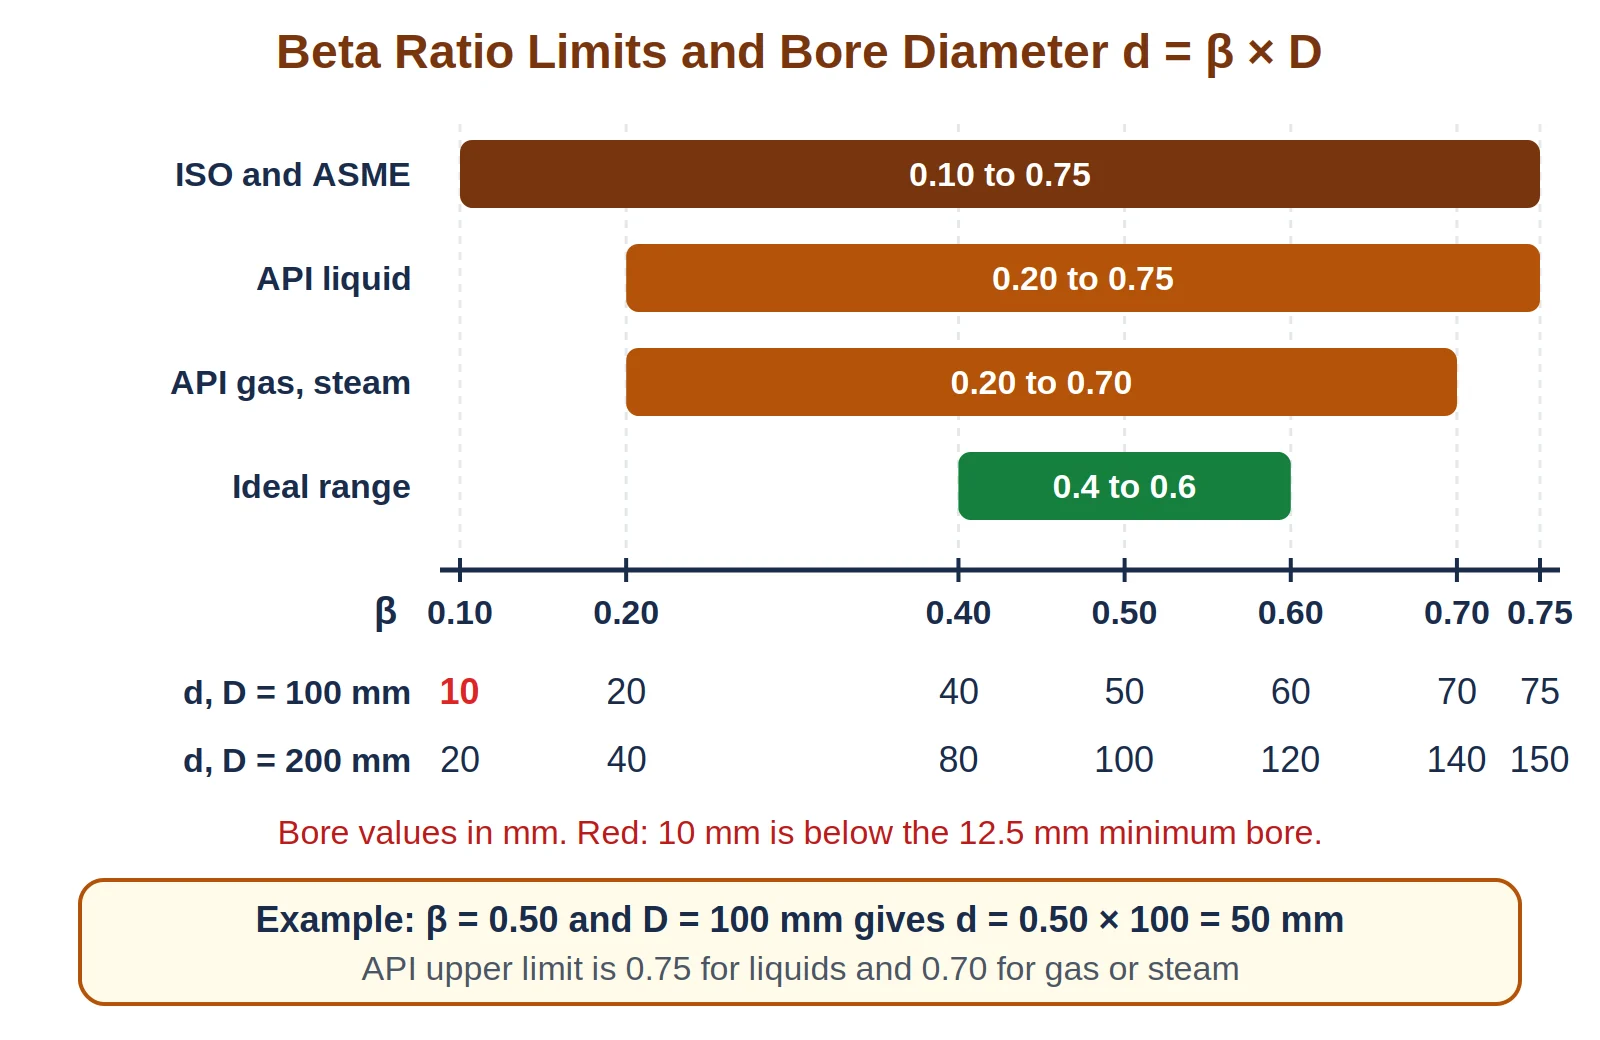 Beta Ratio Limits and Bore Diameter d = β × D
ISO and ASME 0.10 to 0.75
API liquid 0.20 to 0.75
API gas, steam 0.20 to 0.70
Ideal range 0.4 to 0.6
β 0.10 0.20 0.40 0.50 0.60 0.70 0.75
d, D = 100 mm 10 20 40 50 60 70 75
d, D = 200 mm 20 40 80 100 120 140 150
Bore values in mm. Red: 10 mm is below the 12.5 mm minimum bore.
Example: β = 0.50 and D = 100 mm gives d = 0.50 × 100 = 50 mm
API upper limit is 0.75 for liquids and 0.70 for gas or steam